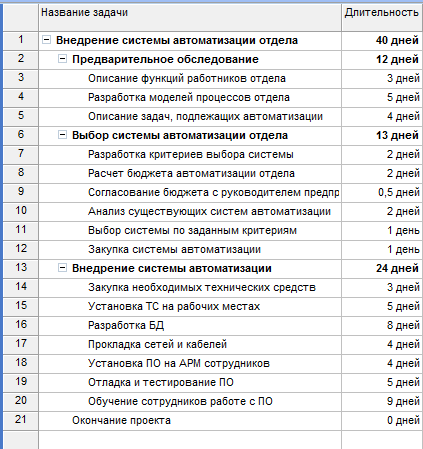 Название задачи Длительность
1 Внедрение системы автоматизации отдела 40 дней
2 Предварительное обследование 12 дней
3 Описание функций работников отдела 3 дней
4 Разработка моделей процессов отдела 5 дней
5 Описание задач, подлежащих автоматизации 4 дней
6 Выбор системы автоматизации отдела 13 дней
7 Разработка критериев выбора системы 2 дней
8 Расчет бюджета автоматизации отдела 2 дней
9 Согласование бюджета с руководителем предпр 0,5 дней
10 Анализ существующих систем автоматизации 2 дней
11 Выбор системы по заданным критериям 1 день
12 Закупка системы автоматизации 1 день
13 Внедрение системы автоматизации 24 дней
14 Закупка необходимых технических средств 3 дней
15 Установка ТС на рабочих местах 5 дней
16 Разработка БД 8 дней
17 Прокладка сетей и кабелей 4 дней
18 Установка ПО на АРМ сотрудников 4 дней
19 Отладка и тестирование ПО 5 дней
20 Обучение сотрудников работе с ПО 9 дней
21 Окончание проекта 0 дней